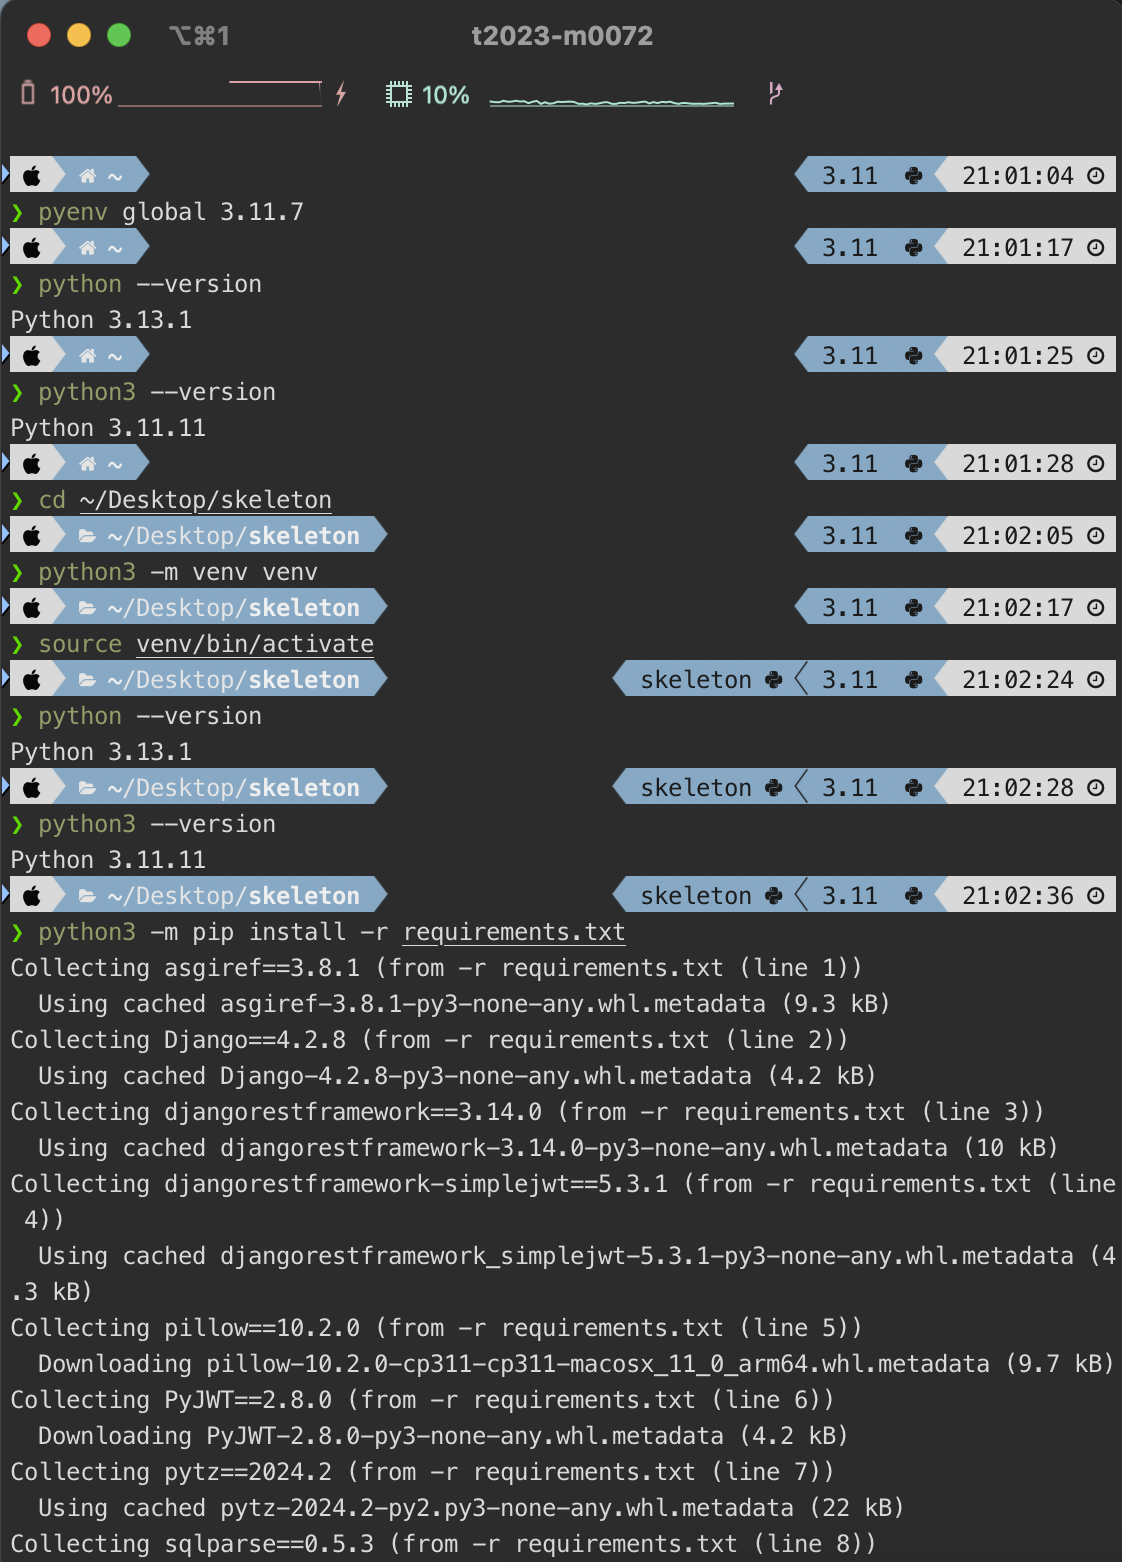 ⌥⌘1 t2023-m0072
100% 10%
~ 3.11 21:01:04
❯ pyenv global 3.11.7
~ 3.11 21:01:17
❯ python --version
Python 3.13.1
~ 3.11 21:01:25
❯ python3 --version
Python 3.11.11
~ 3.11 21:01:28
❯ cd ~/Desktop/skeleton
~/Desktop/skeleton 3.11 21:02:05
❯ python3 -m venv venv
~/Desktop/skeleton 3.11 21:02:17
❯ source venv/bin/activate
~/Desktop/skeleton skeleton 3.11 21:02:24
❯ python --version
Python 3.13.1
~/Desktop/skeleton skeleton 3.11 21:02:28
❯ python3 --version
Python 3.11.11
~/Desktop/skeleton skeleton 3.11 21:02:36
❯ python3 -m pip install -r requirements.txt
Collecting asgiref==3.8.1 (from -r requirements.txt (line 1))
  Using cached asgiref-3.8.1-py3-none-any.whl.metadata (9.3 kB)
Collecting Django==4.2.8 (from -r requirements.txt (line 2))
  Using cached Django-4.2.8-py3-none-any.whl.metadata (4.2 kB)
Collecting djangorestframework==3.14.0 (from -r requirements.txt (line 3))
  Using cached djangorestframework-3.14.0-py3-none-any.whl.metadata (10 kB)
Collecting djangorestframework-simplejwt==5.3.1 (from -r requirements.txt (line
 4))
  Using cached djangorestframework_simplejwt-5.3.1-py3-none-any.whl.metadata (4
.3 kB)
Collecting pillow==10.2.0 (from -r requirements.txt (line 5))
  Downloading pillow-10.2.0-cp311-cp311-macosx_11_0_arm64.whl.metadata (9.7 kB)
Collecting PyJWT==2.8.0 (from -r requirements.txt (line 6))
  Downloading PyJWT-2.8.0-py3-none-any.whl.metadata (4.2 kB)
Collecting pytz==2024.2 (from -r requirements.txt (line 7))
  Using cached pytz-2024.2-py2.py3-none-any.whl.metadata (22 kB)
Collecting sqlparse==0.5.3 (from -r requirements.txt (line 8))